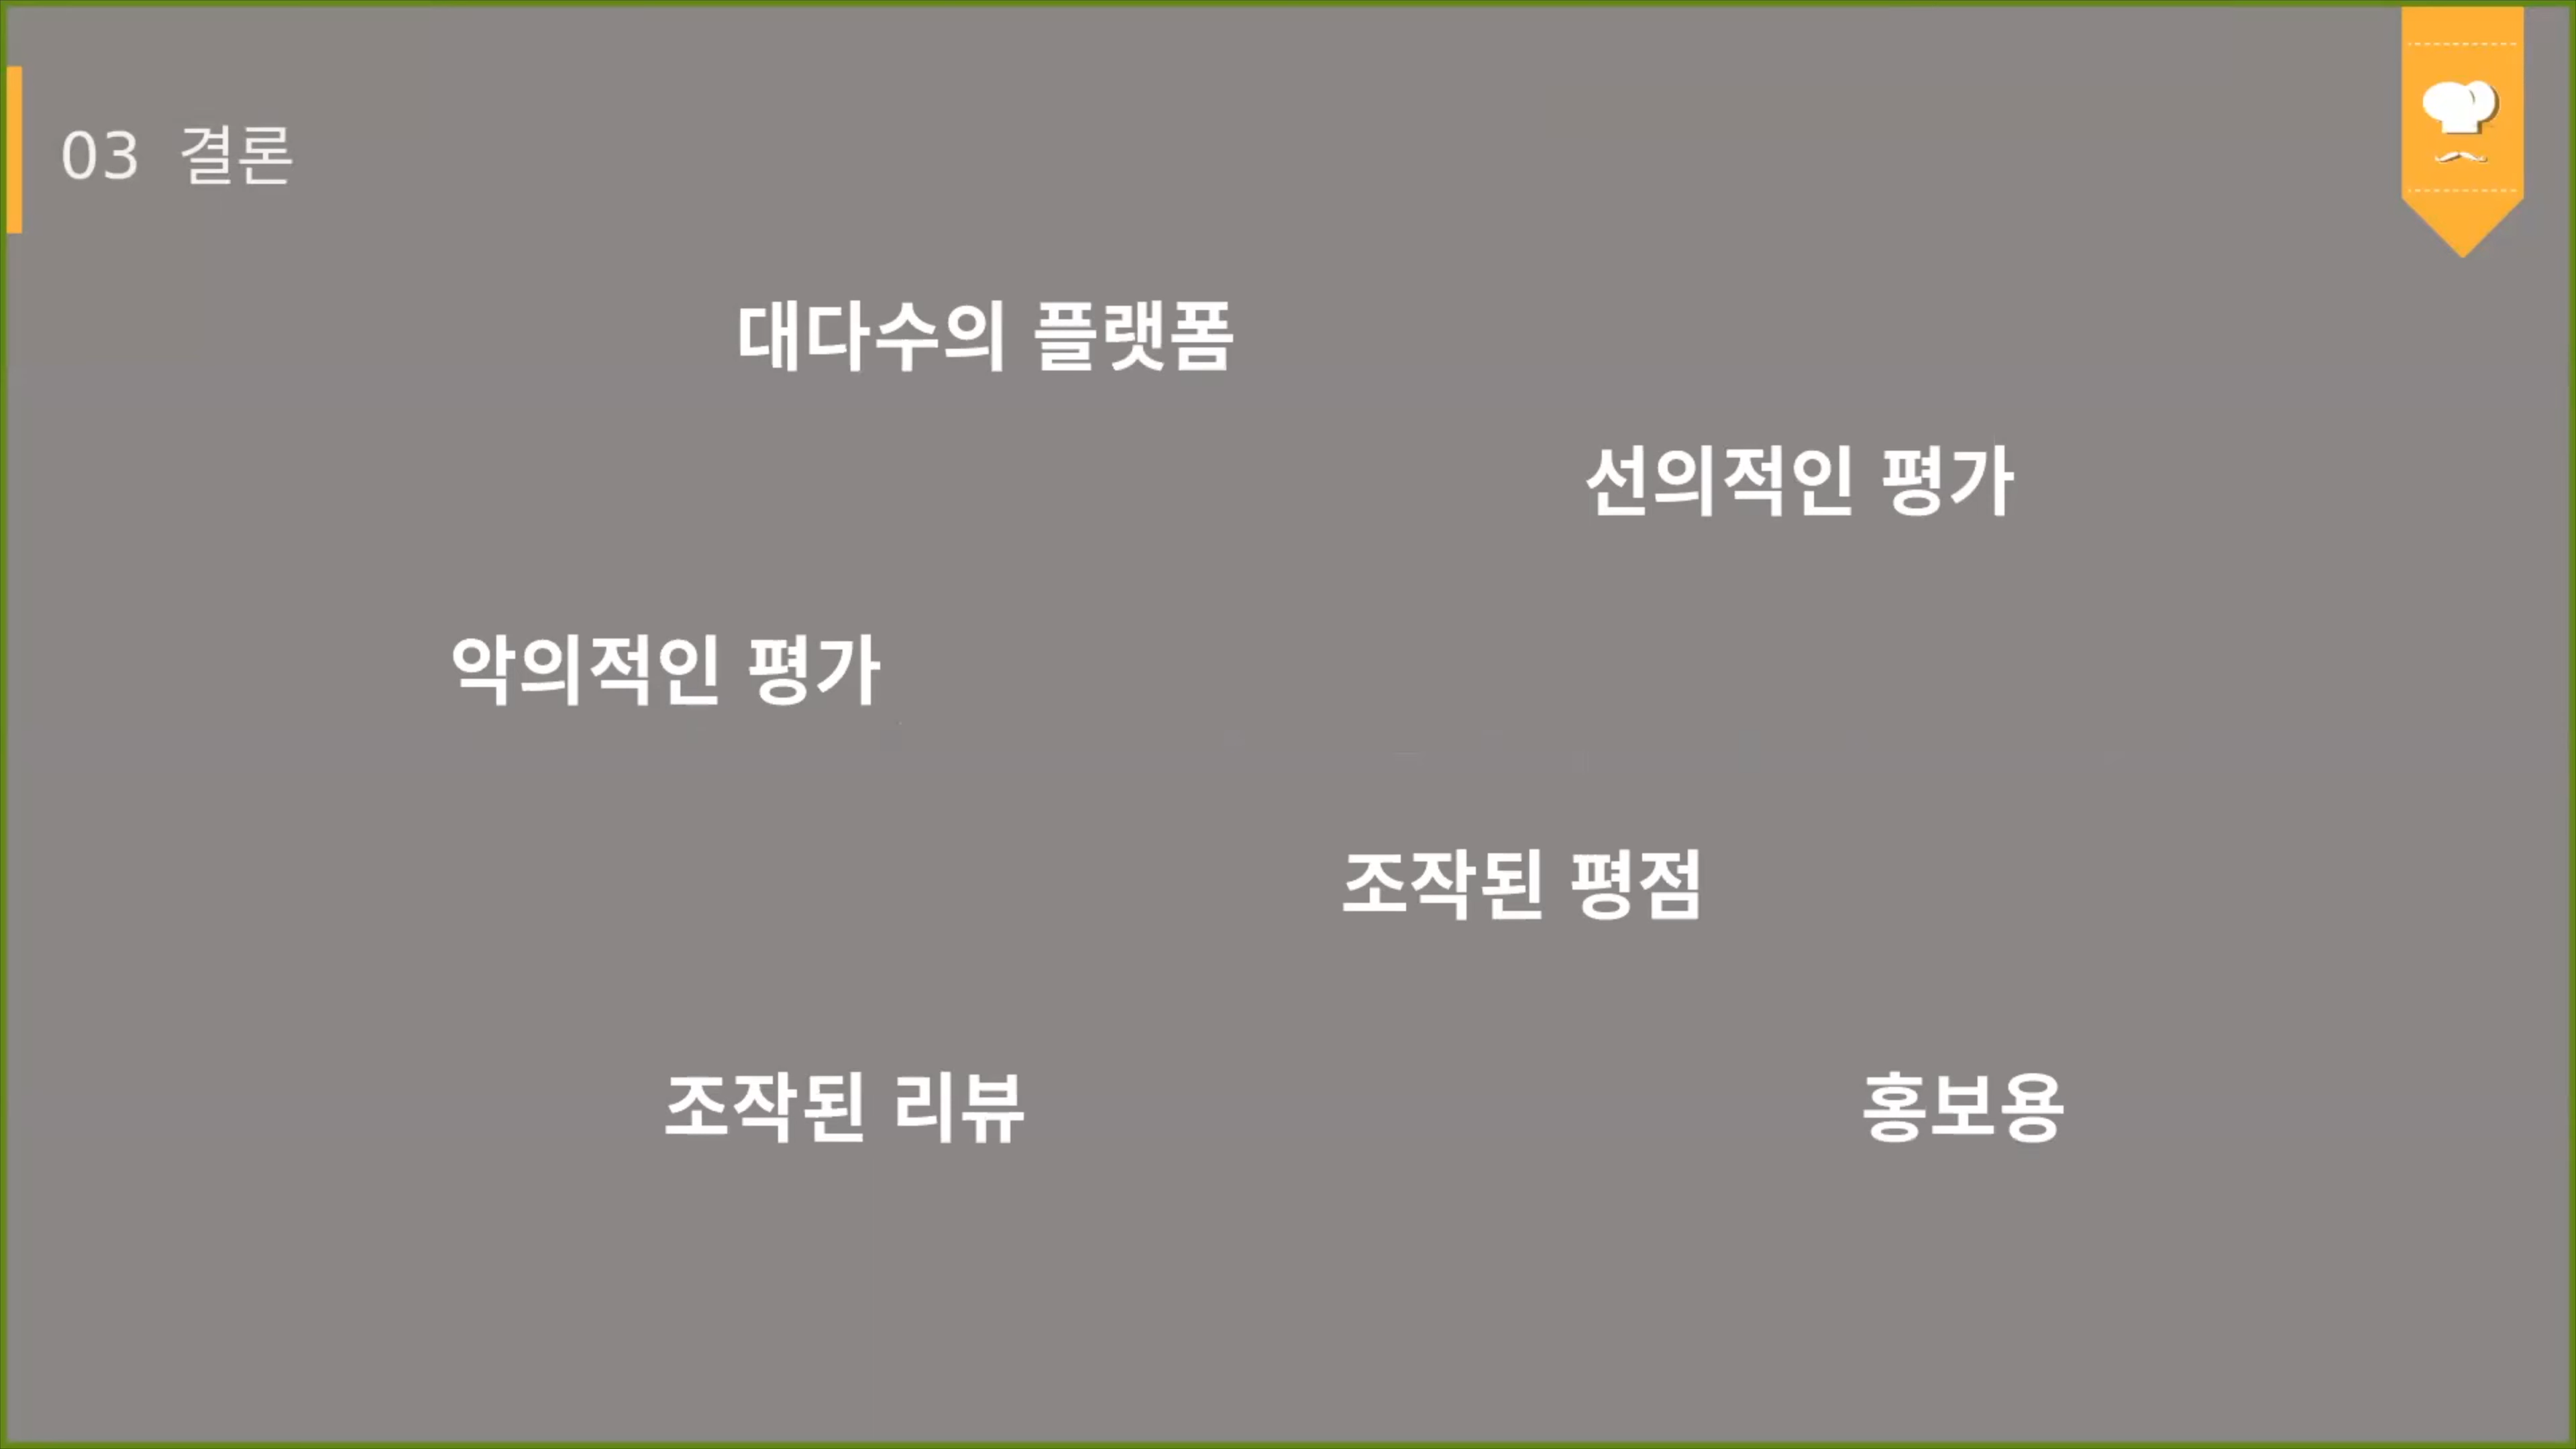 03 결론
대다수의 플랫폼
선의적인 평가
악의적인 평가
조작된 평점
조작된 리뷰
홍보용